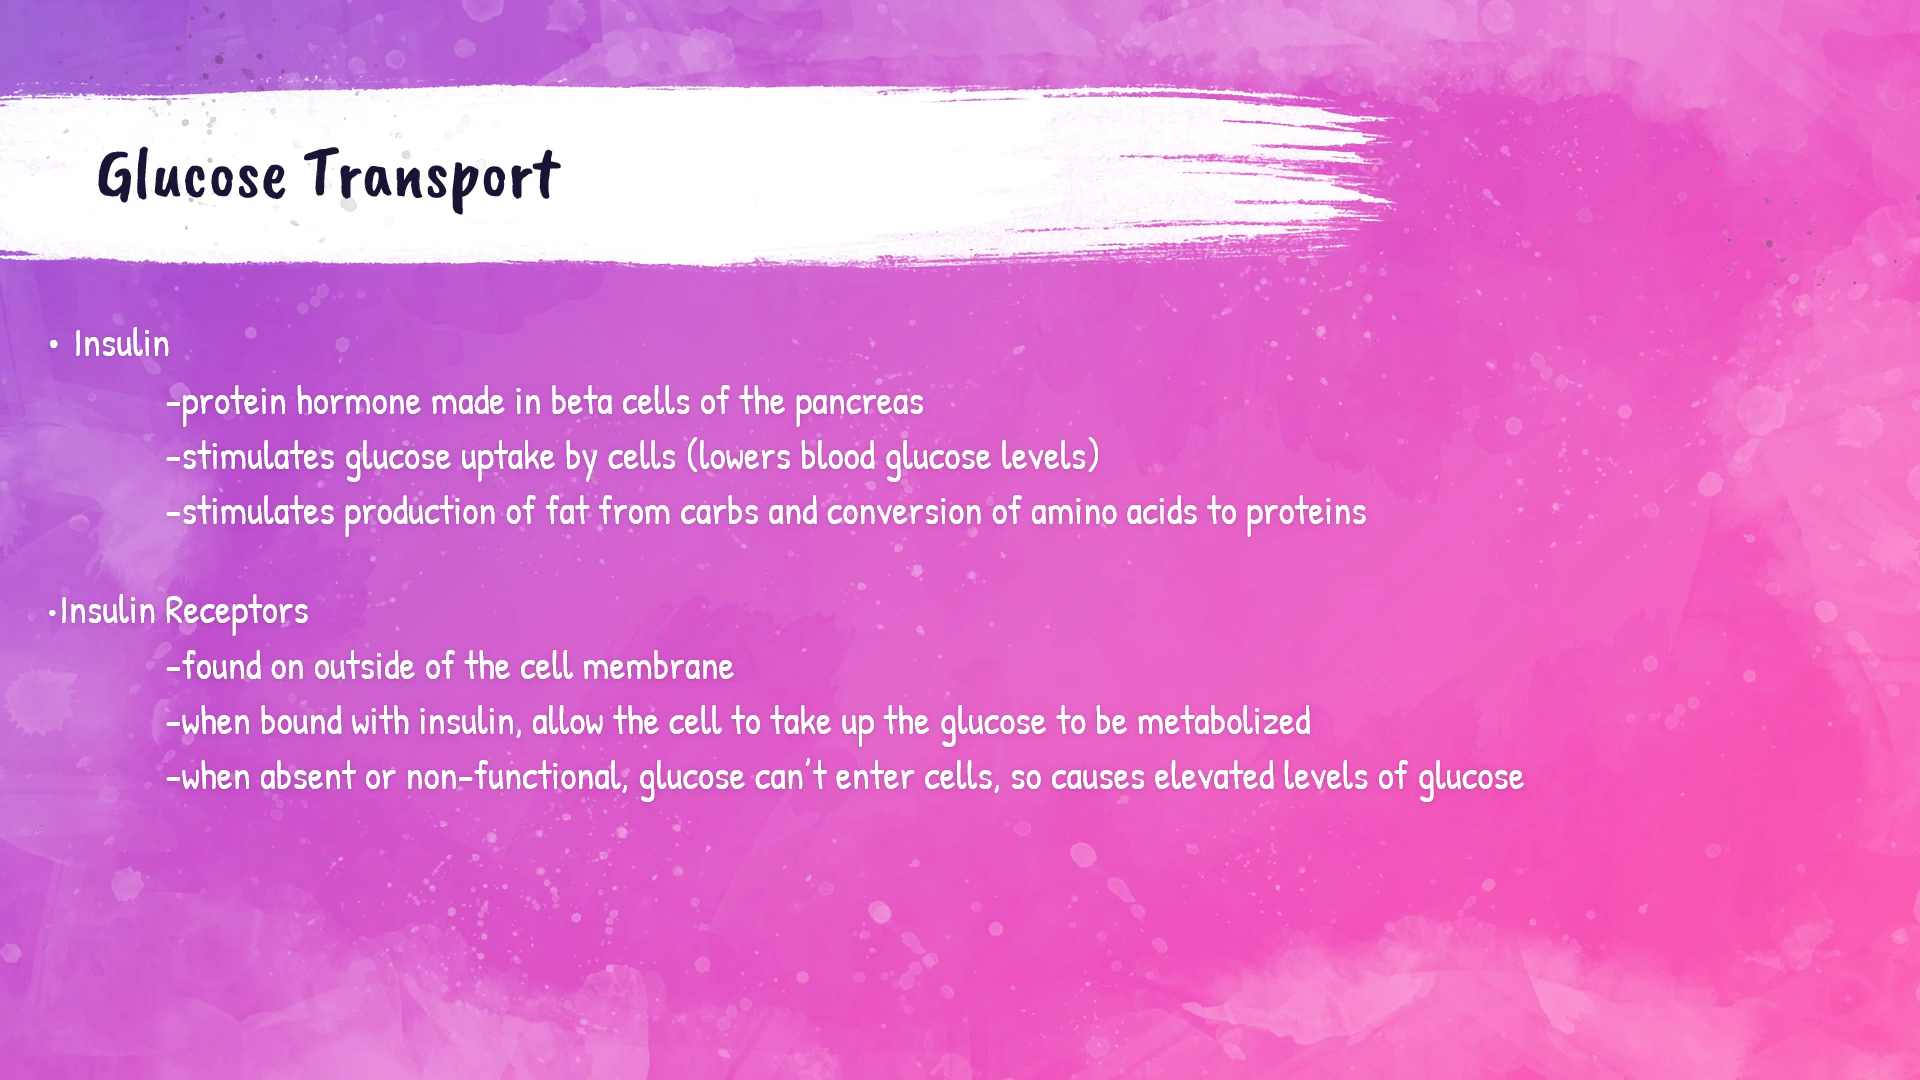 Glucose Transport
• Insulin
-protein hormone made in beta cells of the pancreas
-stimulates glucose uptake by cells (lowers blood glucose levels)
-stimulates production of fat from carbs and conversion of amino acids to proteins
•Insulin Receptors
-found on outside of the cell membrane
-when bound with insulin, allow the cell to take up the glucose to be metabolized
-when absent or non-functional, glucose can't enter cells, so causes elevated levels of glucose